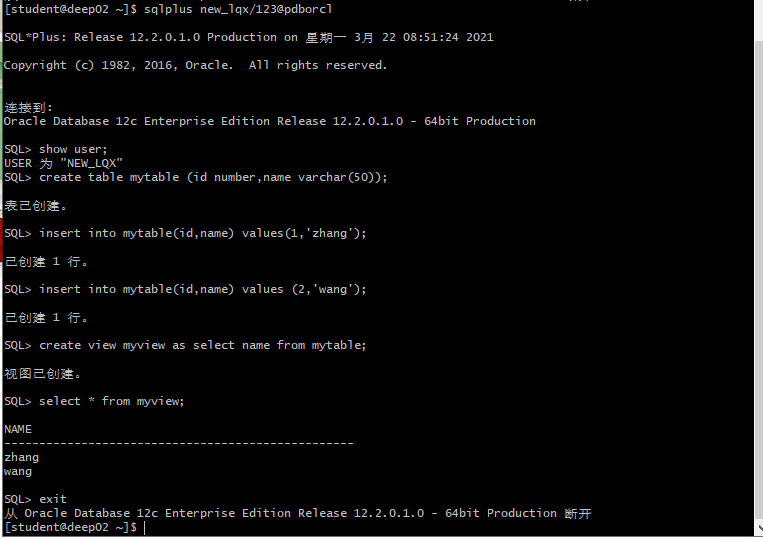 [student@deep02 ~]$ sqlplus new_lqx/123@pdborcl
SQL*Plus: Release 12.2.0.1.0 Production on 星期一 3月 22 08:51:24 2021
Copyright (c) 1982, 2016, Oracle.  All rights reserved.
连接到:
Oracle Database 12c Enterprise Edition Release 12.2.0.1.0 - 64bit Production
SQL> show user;
USER 为 "NEW_LQX"
SQL> create table mytable (id number,name varchar(50));
表已创建。
SQL> insert into mytable(id,name) values(1,'zhang');
已创建 1 行。
SQL> insert into mytable(id,name) values (2,'wang');
已创建 1 行。
SQL> create view myview as select name from mytable;
视图已创建。
SQL> select * from myview;
NAME
--------------------------------------------------
zhang
wang
SQL> exit
从 Oracle Database 12c Enterprise Edition Release 12.2.0.1.0 - 64bit Production 断开
[student@deep02 ~]$